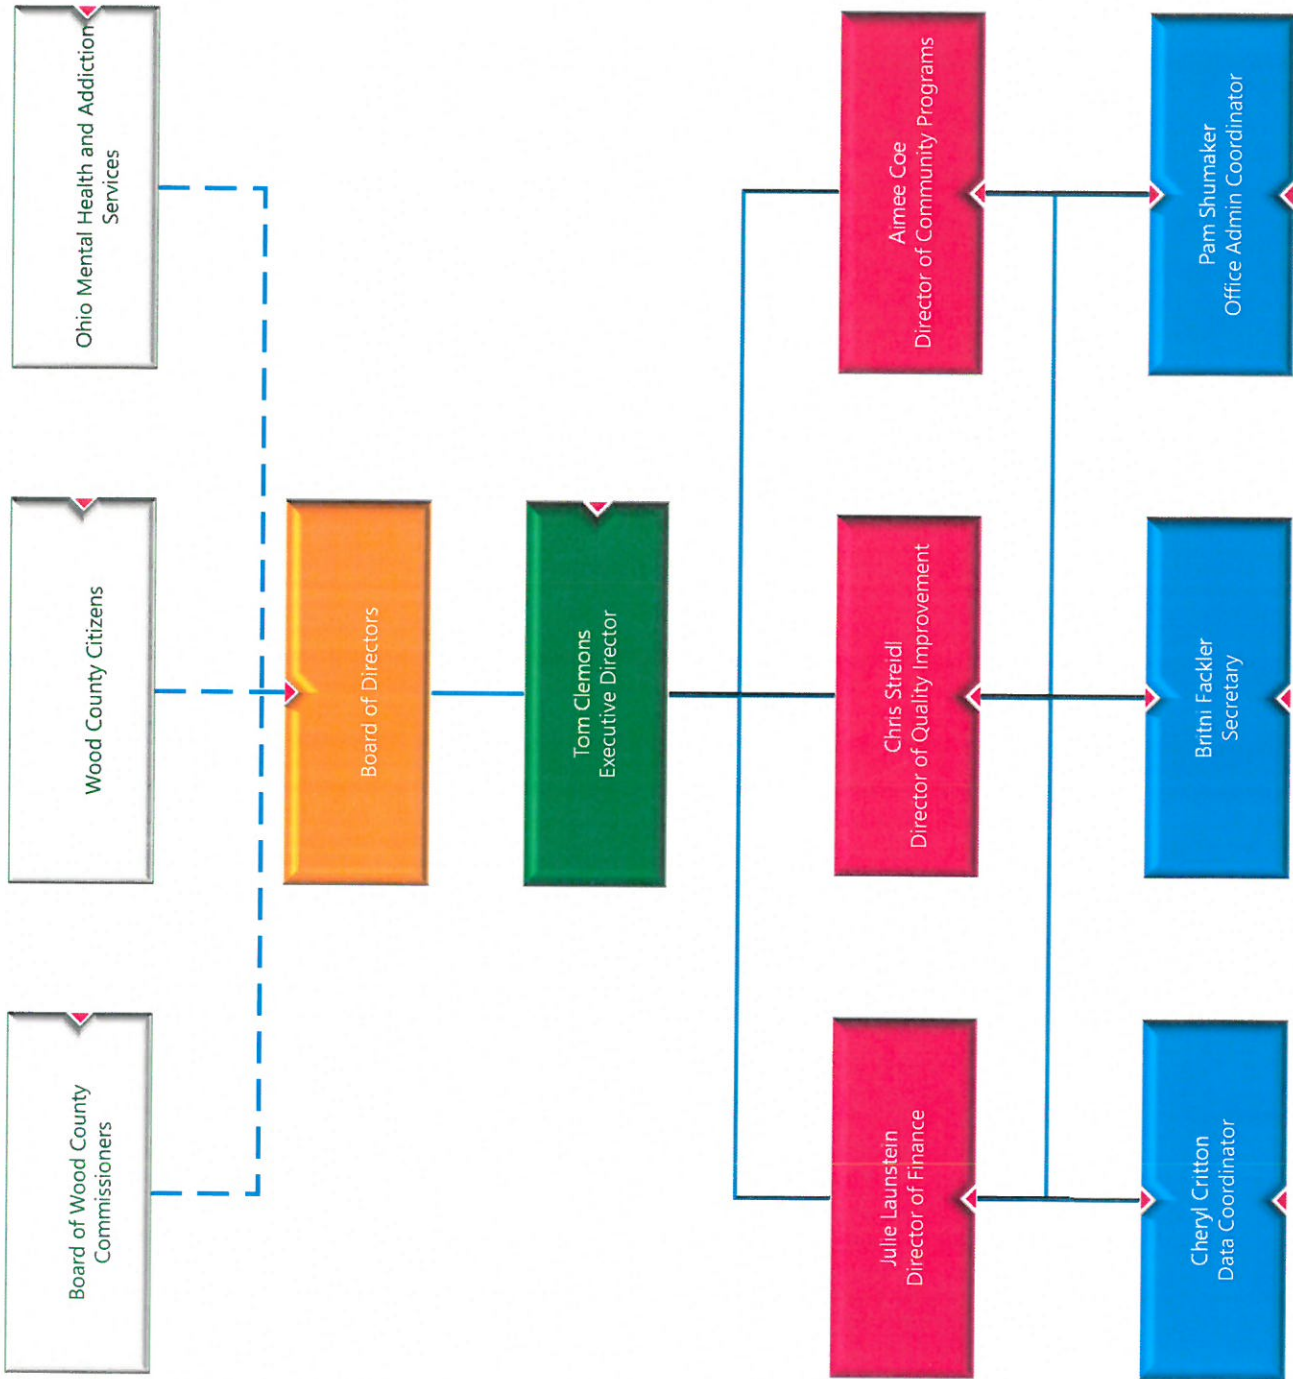 Board of Wood County
Commissioners
Wood County Citizens
Ohio Mental Health and Addiction
Services
Board of Directors
Tom Clemons
Executive Director
Julie Launstein
Director of Finance
Chris Streidl
Director of Quality Improvement
Aimee Coe
Director of Community Programs
Cheryl Critton
Data Coordinator
Britni Fackler
Secretary
Pam Shumaker
Office Admin Coordinator